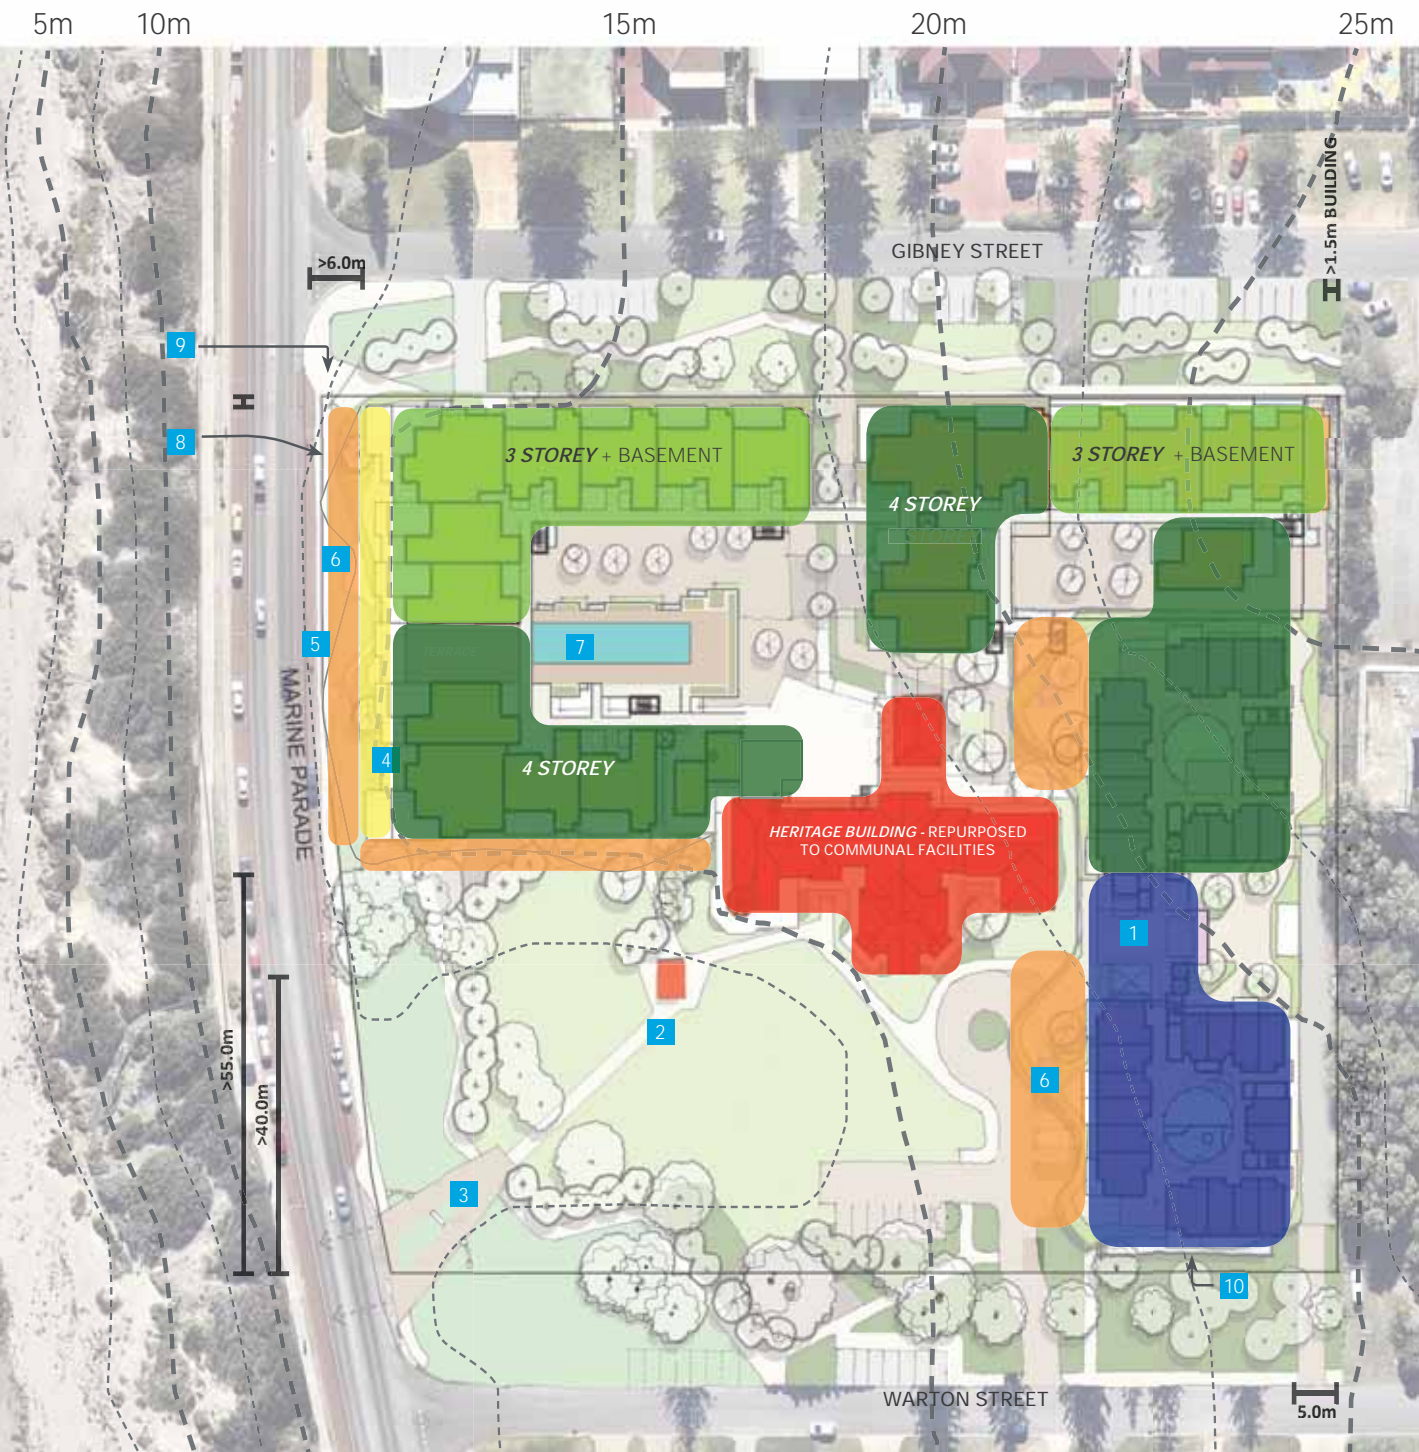 5m
10m
15m
20m
25m
>1.5m BUILDING
GIBNEY STREET
>6.0m
9
8
3 STOREY + BASEMENT
3 STOREY + BASEMENT
4 STOREY
6
7
5
TERRACE
MARINE PARADE
4
4 STOREY
HERITAGE BUILDING - REPURPOSED
TO COMMUNAL FACILITIES
1
2
>55.0m
>40.0m
6
3
10
WARTON STREET
5.0m